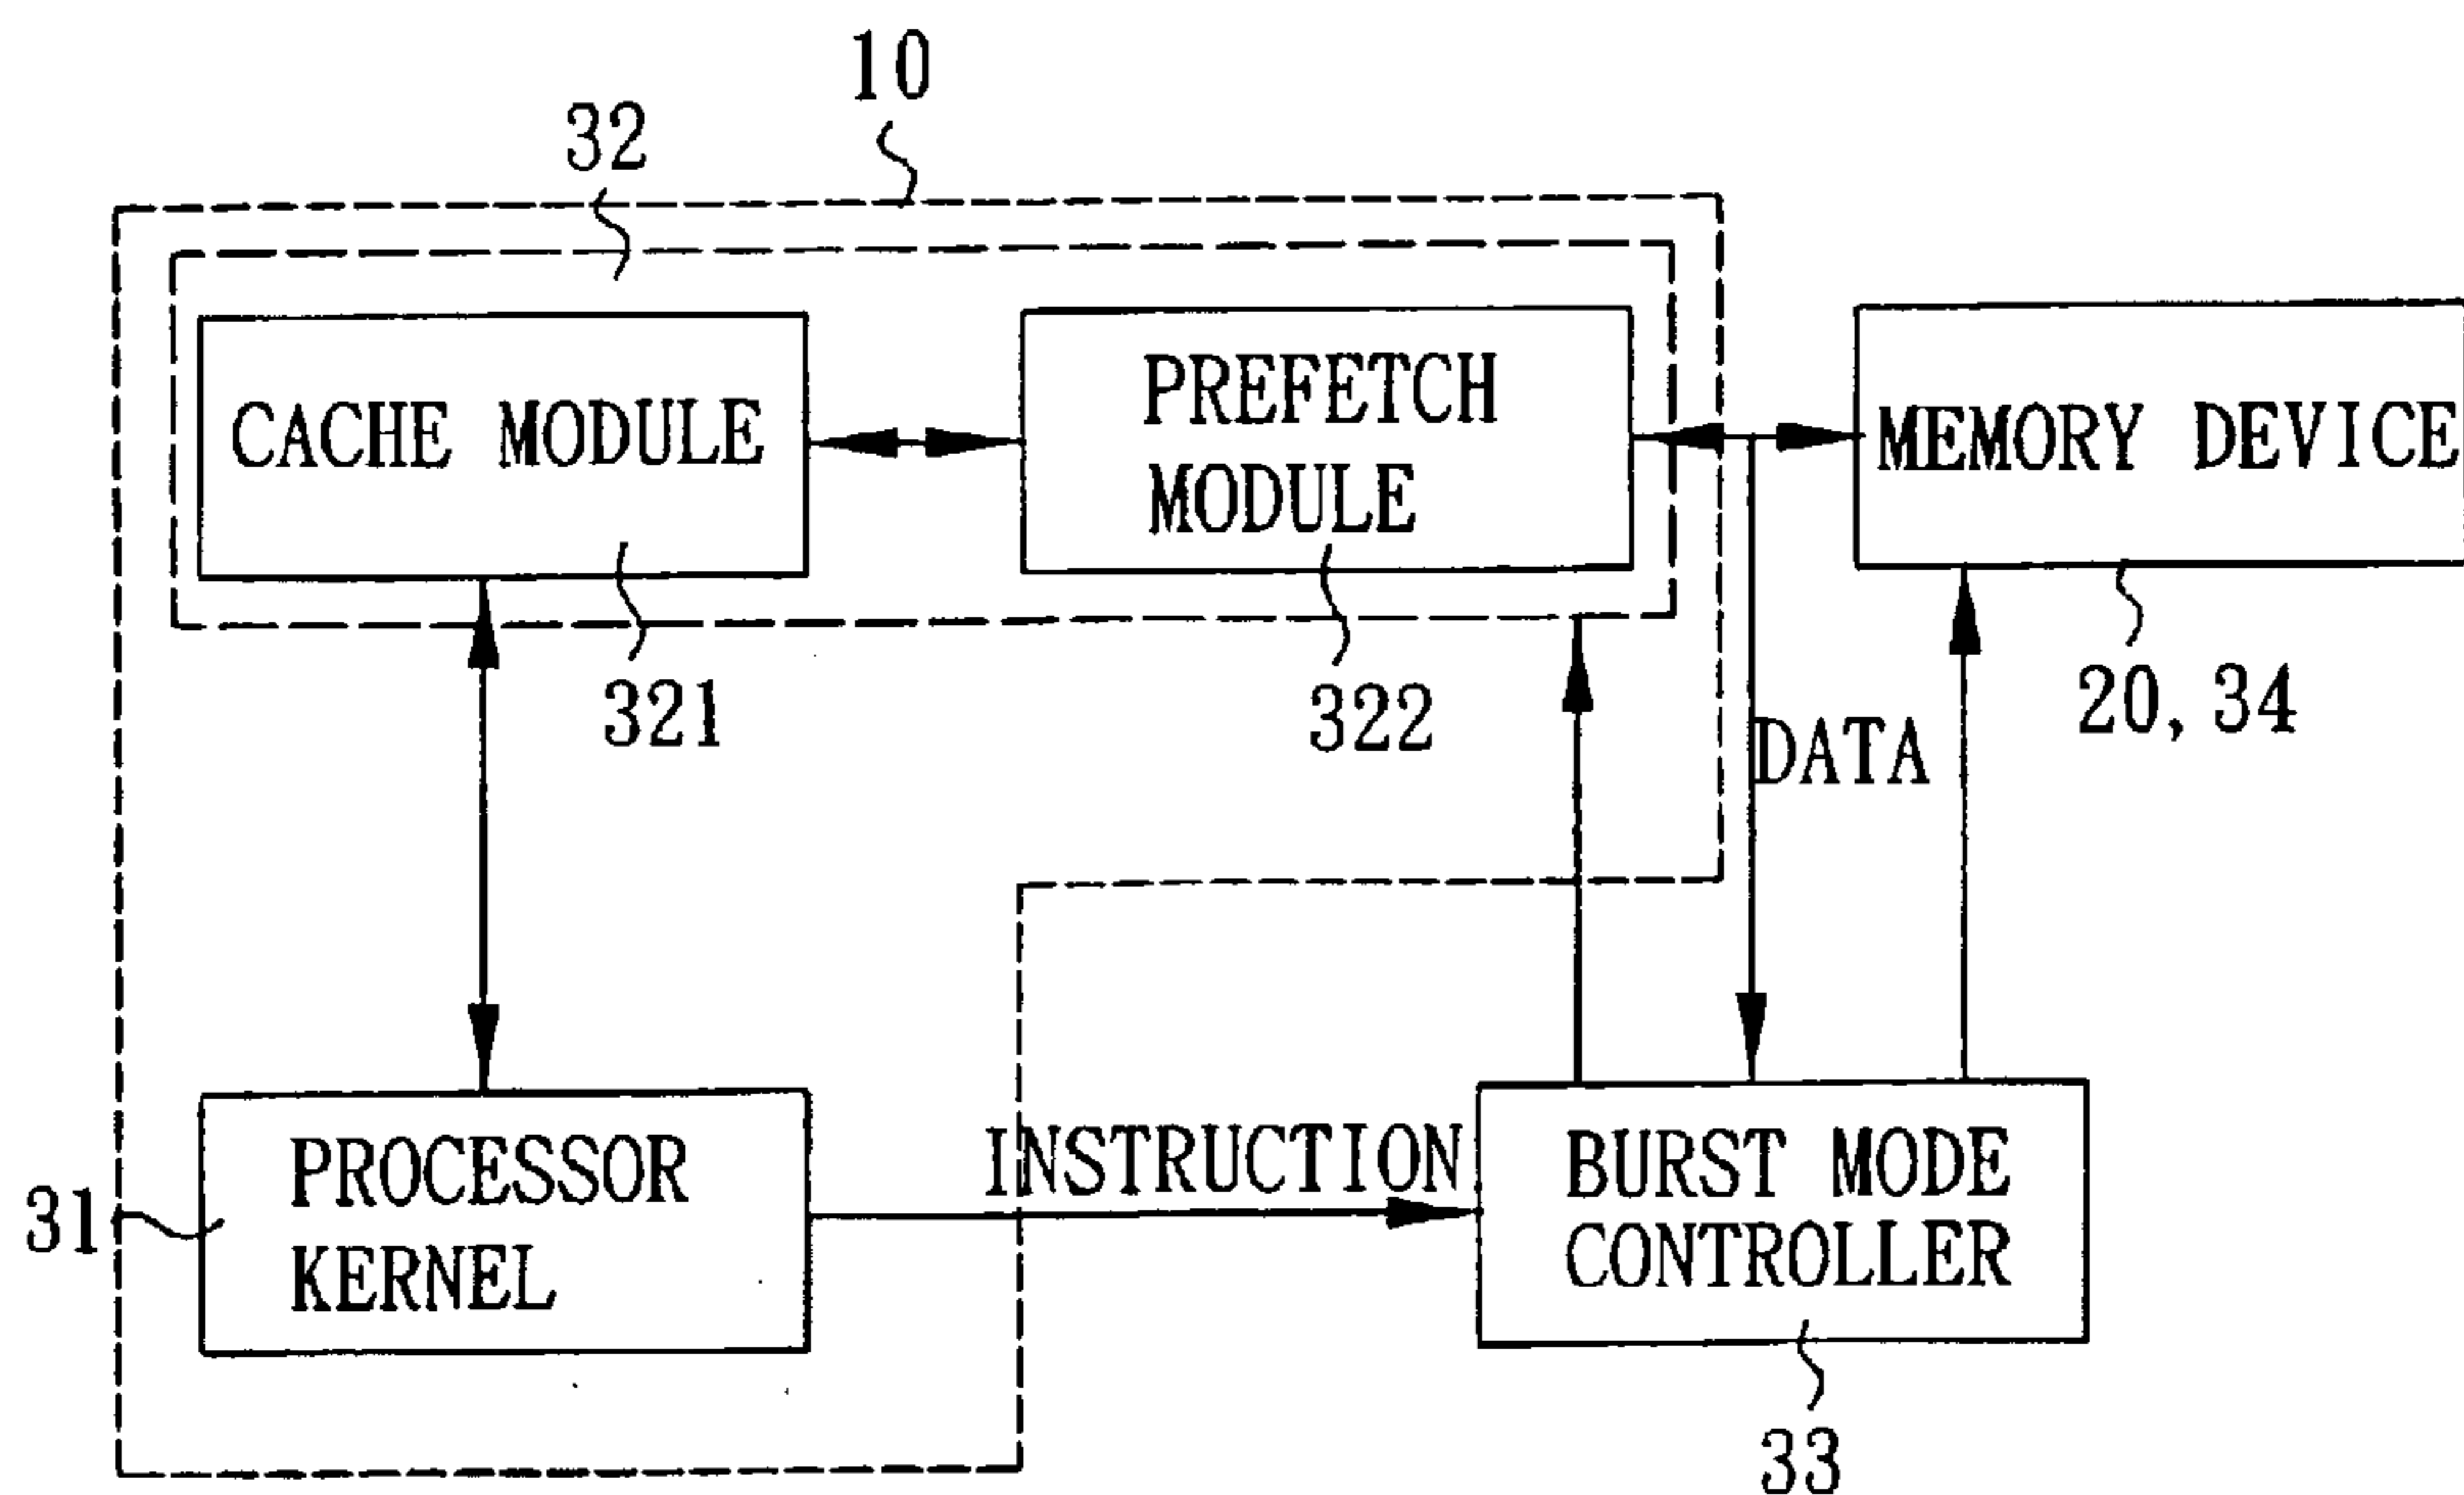 10
32
CACHE MODULE
PREFETCH
MODULE
MEMORY DEVICE
321
322
20, 34
DATA
31
PROCESSOR
KERNEL
INSTRUCTION
BURST MODE
CONTROLLER
33